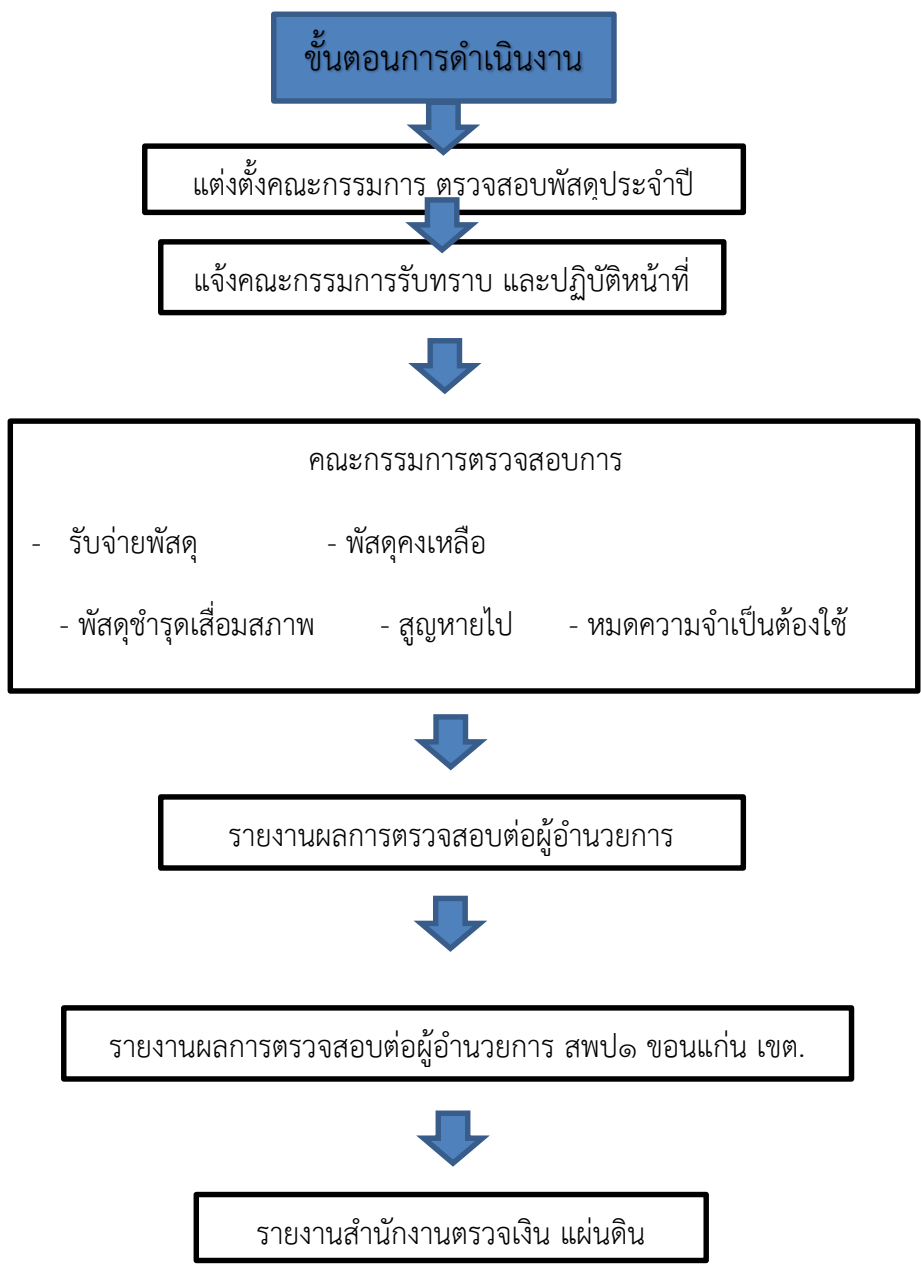 ขั้นตอนการดำเนินงาน
แต่งตั้งคณะกรรมการ ตรวจสอบพัสดุประจำปี
แจ้งคณะกรรมการรับทราบ และปฏิบัติหน้าที่
คณะกรรมการตรวจสอบการ
- รับจ่ายพัสดุ - พัสดุคงเหลือ
- พัสดุชำรุดเสื่อมสภาพ - สูญหายไป - หมดความจำเป็นต้องใช้
รายงานผลการตรวจสอบต่อผู้อำนวยการ
รายงานผลการตรวจสอบต่อผู้อำนวยการ สพป๑ ขอนแก่น เขต.
รายงานสำนักงานตรวจเงิน แผ่นดิน